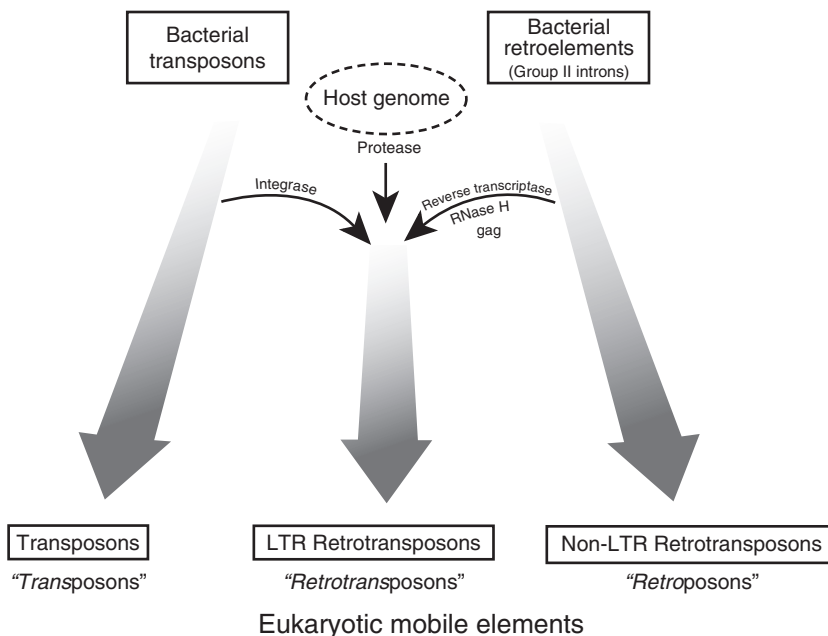 Bacterial
transposons
Bacterial
retroelements
(Group II introns)
Host genome
Protease
Integrase
Reverse transcriptase
RNase H
gag
Transposons
LTR Retrotransposons
Non-LTR Retrotransposons
“Transposons”
“Retrotransposons”
“Retroposons”
Eukaryotic mobile elements